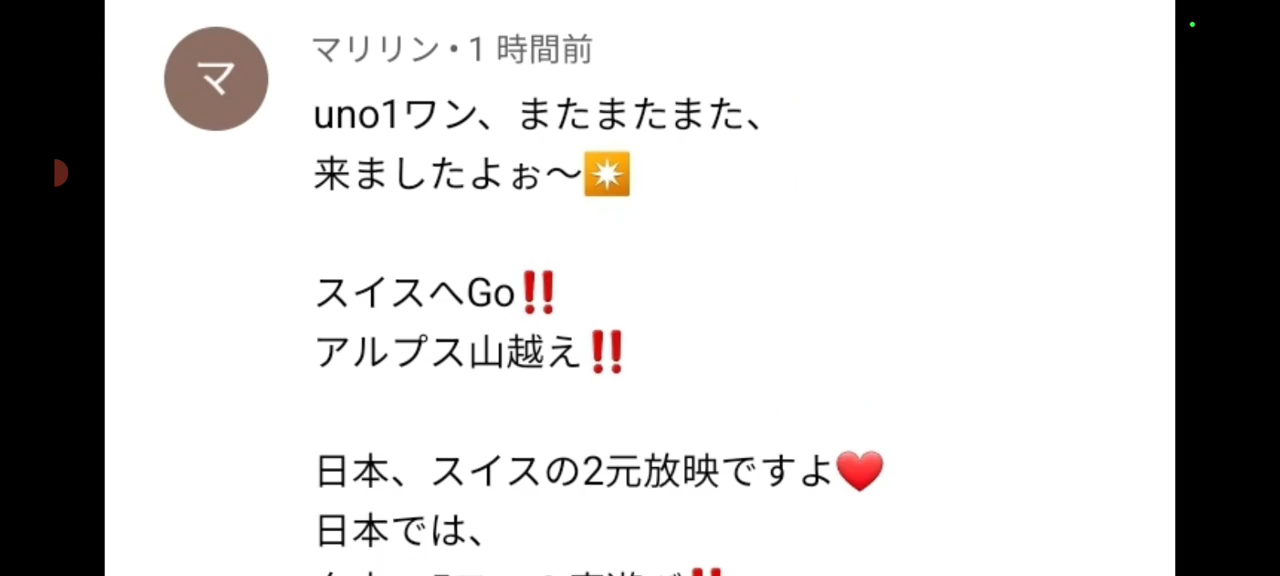 マ
マリリン • 1 時間前
uno1ワン、またまたまた、
来ましたよぉ〜✴️
スイスへGo‼️
アルプス山越え‼️
日本、スイスの2元放映ですよ❤️
日本では、